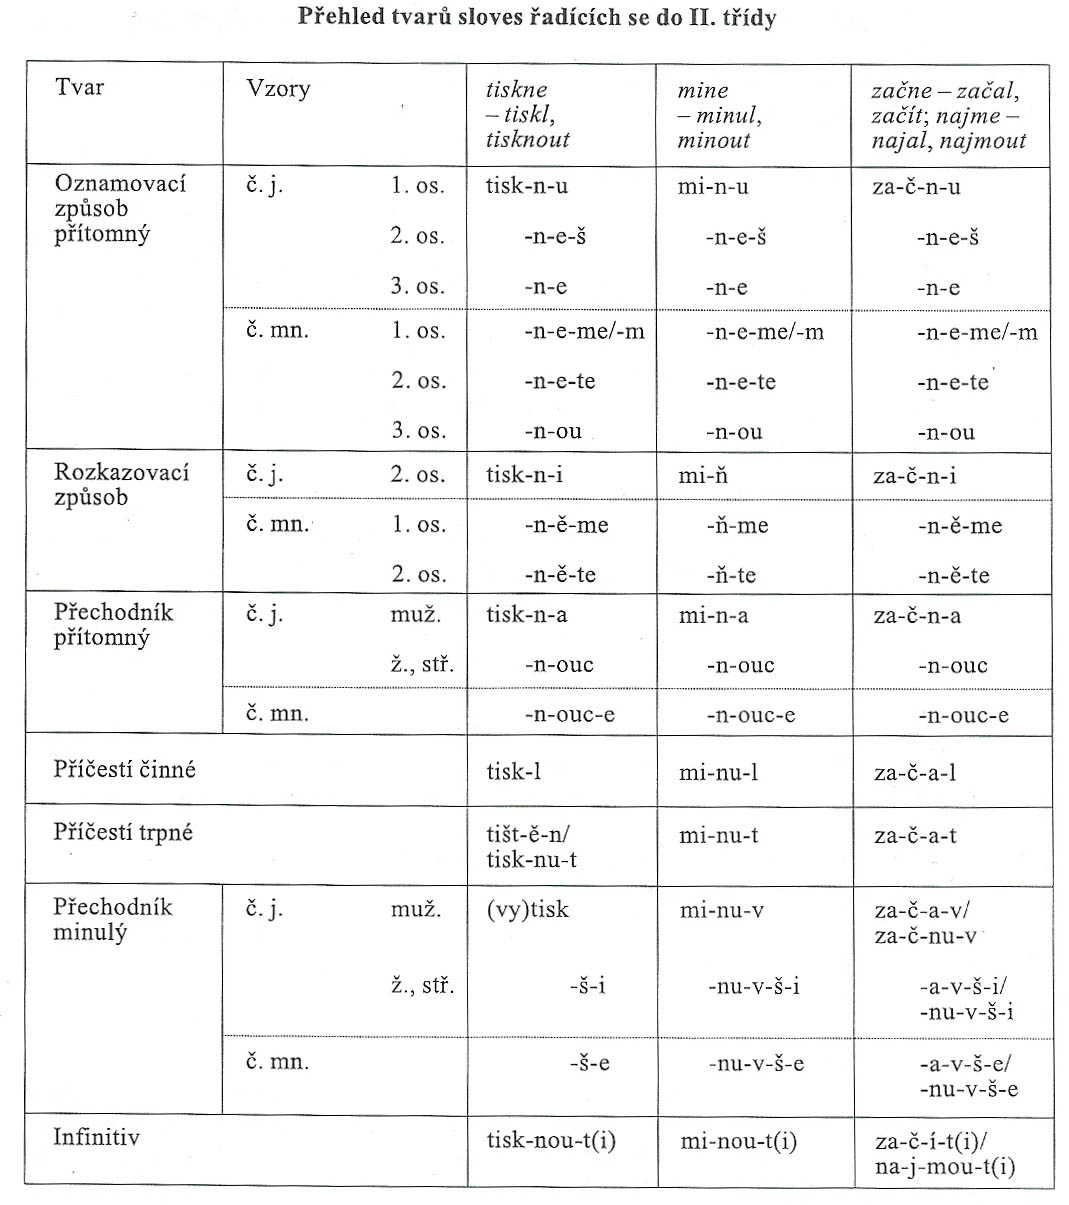 Přehled tvarů sloves řadících se do II. třídy
Tvar Vzory tiskne mine začne – začal,
– tiskl, – minul, začít; najme –
tisknout minout najal, najmout
Oznamovací č. j. 1. os. tisk-n-u mi-n-u za-č-n-u
způsob
přítomný 2. os. -n-e-š -n-e-š -n-e-š
3. os. -n-e -n-e -n-e
č. mn. 1. os. -n-e-me/-m -n-e-me/-m -n-e-me/-m
2. os. -n-e-te -n-e-te -n-e-te
3. os. -n-ou -n-ou -n-ou
Rozkazovací č. j. 2. os. tisk-n-i mi-ň za-č-n-i
způsob
č. mn. 1. os. -n-ě-me -ň-me -n-ě-me
2. os. -n-ě-te -ň-te -n-ě-te
Přechodník č. j. muž. tisk-n-a mi-n-a za-č-n-a
přítomný
ž., stř. -n-ouc -n-ouc -n-ouc
č. mn. -n-ouc-e -n-ouc-e -n-ouc-e
Příčestí činné tisk-l mi-nu-l za-č-a-l
Příčestí trpné tišt-ě-n/ mi-nu-t za-č-a-t
tisk-nu-t
Přechodník č. j. muž. (vy)tisk mi-nu-v za-č-a-v/
minulý za-č-nu-v
ž., stř. -š-i -nu-v-š-i -a-v-š-i/
-nu-v-š-i
č. mn. -š-e -nu-v-š-e -a-v-š-e/
-nu-v-š-e
Infinitiv tisk-nou-t(i) mi-nou-t(i) za-č-í-t(i)/
na-j-mou-t(i)